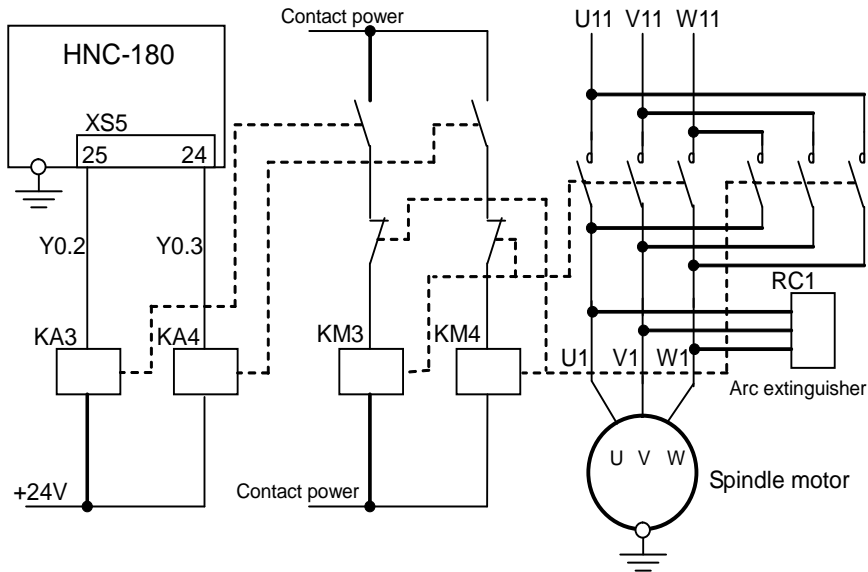 Contact power
U11 V11 W11
HNC-180
XS5
25 24
Y0.2 Y0.3
RC1
KA3 KA4 KM3 KM4
U1 V1 W1
Arc extinguisher
U V W
Spindle motor
+24V
Contact power